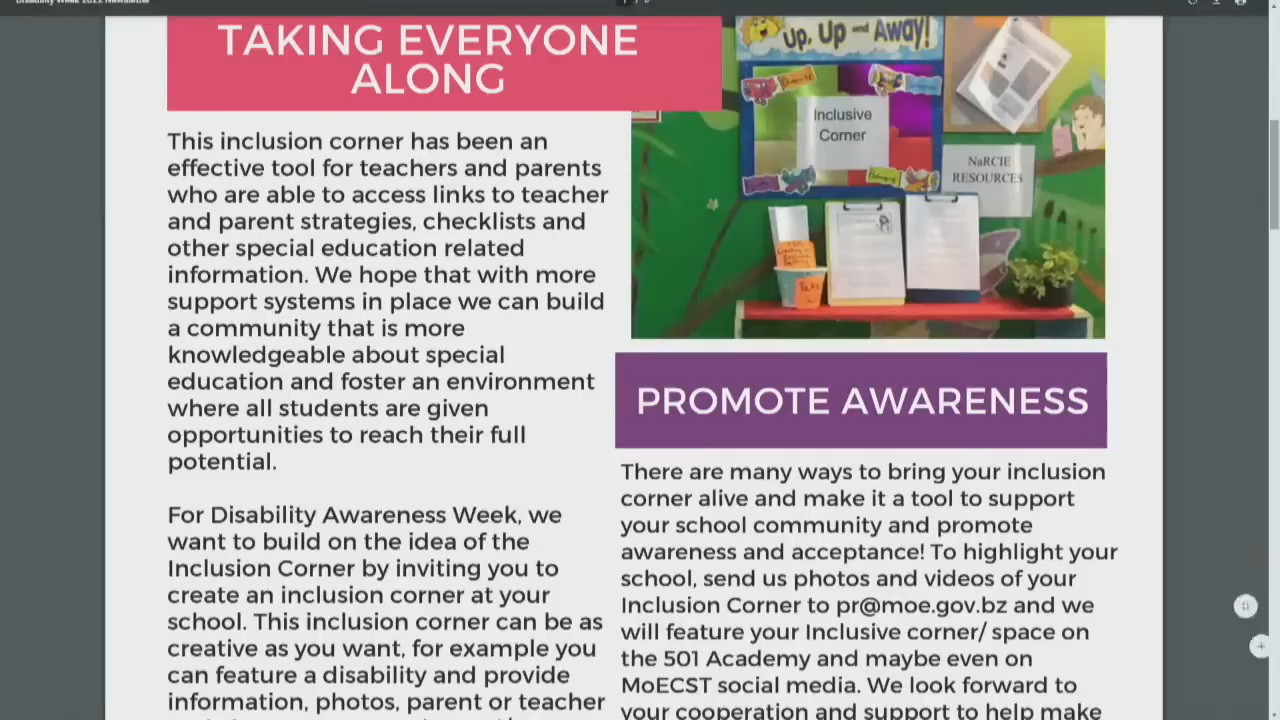 Disability Week 2022 Newsletter
TAKING EVERYONE
ALONG
This inclusion corner has been an
effective tool for teachers and parents
who are able to access links to teacher
and parent strategies, checklists and
other special education related
information. We hope that with more
support systems in place we can build
a community that is more
knowledgeable about special
education and foster an environment
where all students are given
opportunities to reach their full
potential.
For Disability Awareness Week, we
want to build on the idea of the
Inclusion Corner by inviting you to
create an inclusion corner at your
school. This inclusion corner can be as
creative as you want, for example you
can feature a disability and provide
information, photos, parent or teacher
Up, Up and Away!
Inclusive
Corner
NaRCIE
RESOURCES
Take
PROMOTE AWARENESS
There are many ways to bring your inclusion
corner alive and make it a tool to support
your school community and promote
awareness and acceptance! To highlight your
school, send us photos and videos of your
Inclusion Corner to pr@moe.gov.bz and we
will feature your Inclusive corner/ space on
the 501 Academy and maybe even on
MoECST social media. We look forward to
your cooperation and support to help make